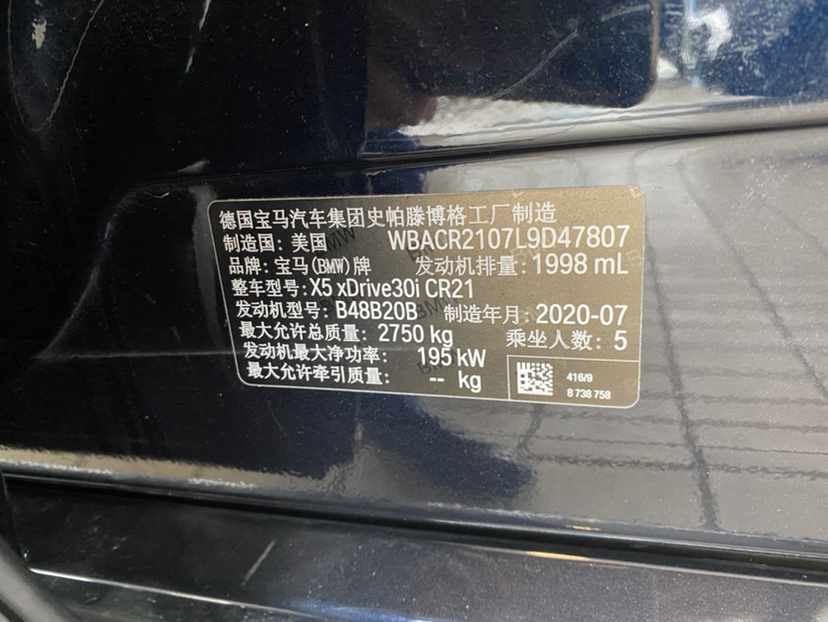 德国宝马汽车集团史帕滕博格工厂制造
制造国: 美国 WBACR2107L9D47807
品牌: 宝马(BMW)牌 发动机排量: 1998 mL
整车型号: X5 xDrive30i CR21
发动机型号: B48B20B 制造年月: 2020-07
最大允许总质量: 2750 kg 乘坐人数: 5
发动机最大净功率: 195 kW
最大允许牵引质量: -- kg
416/9
8 738 758